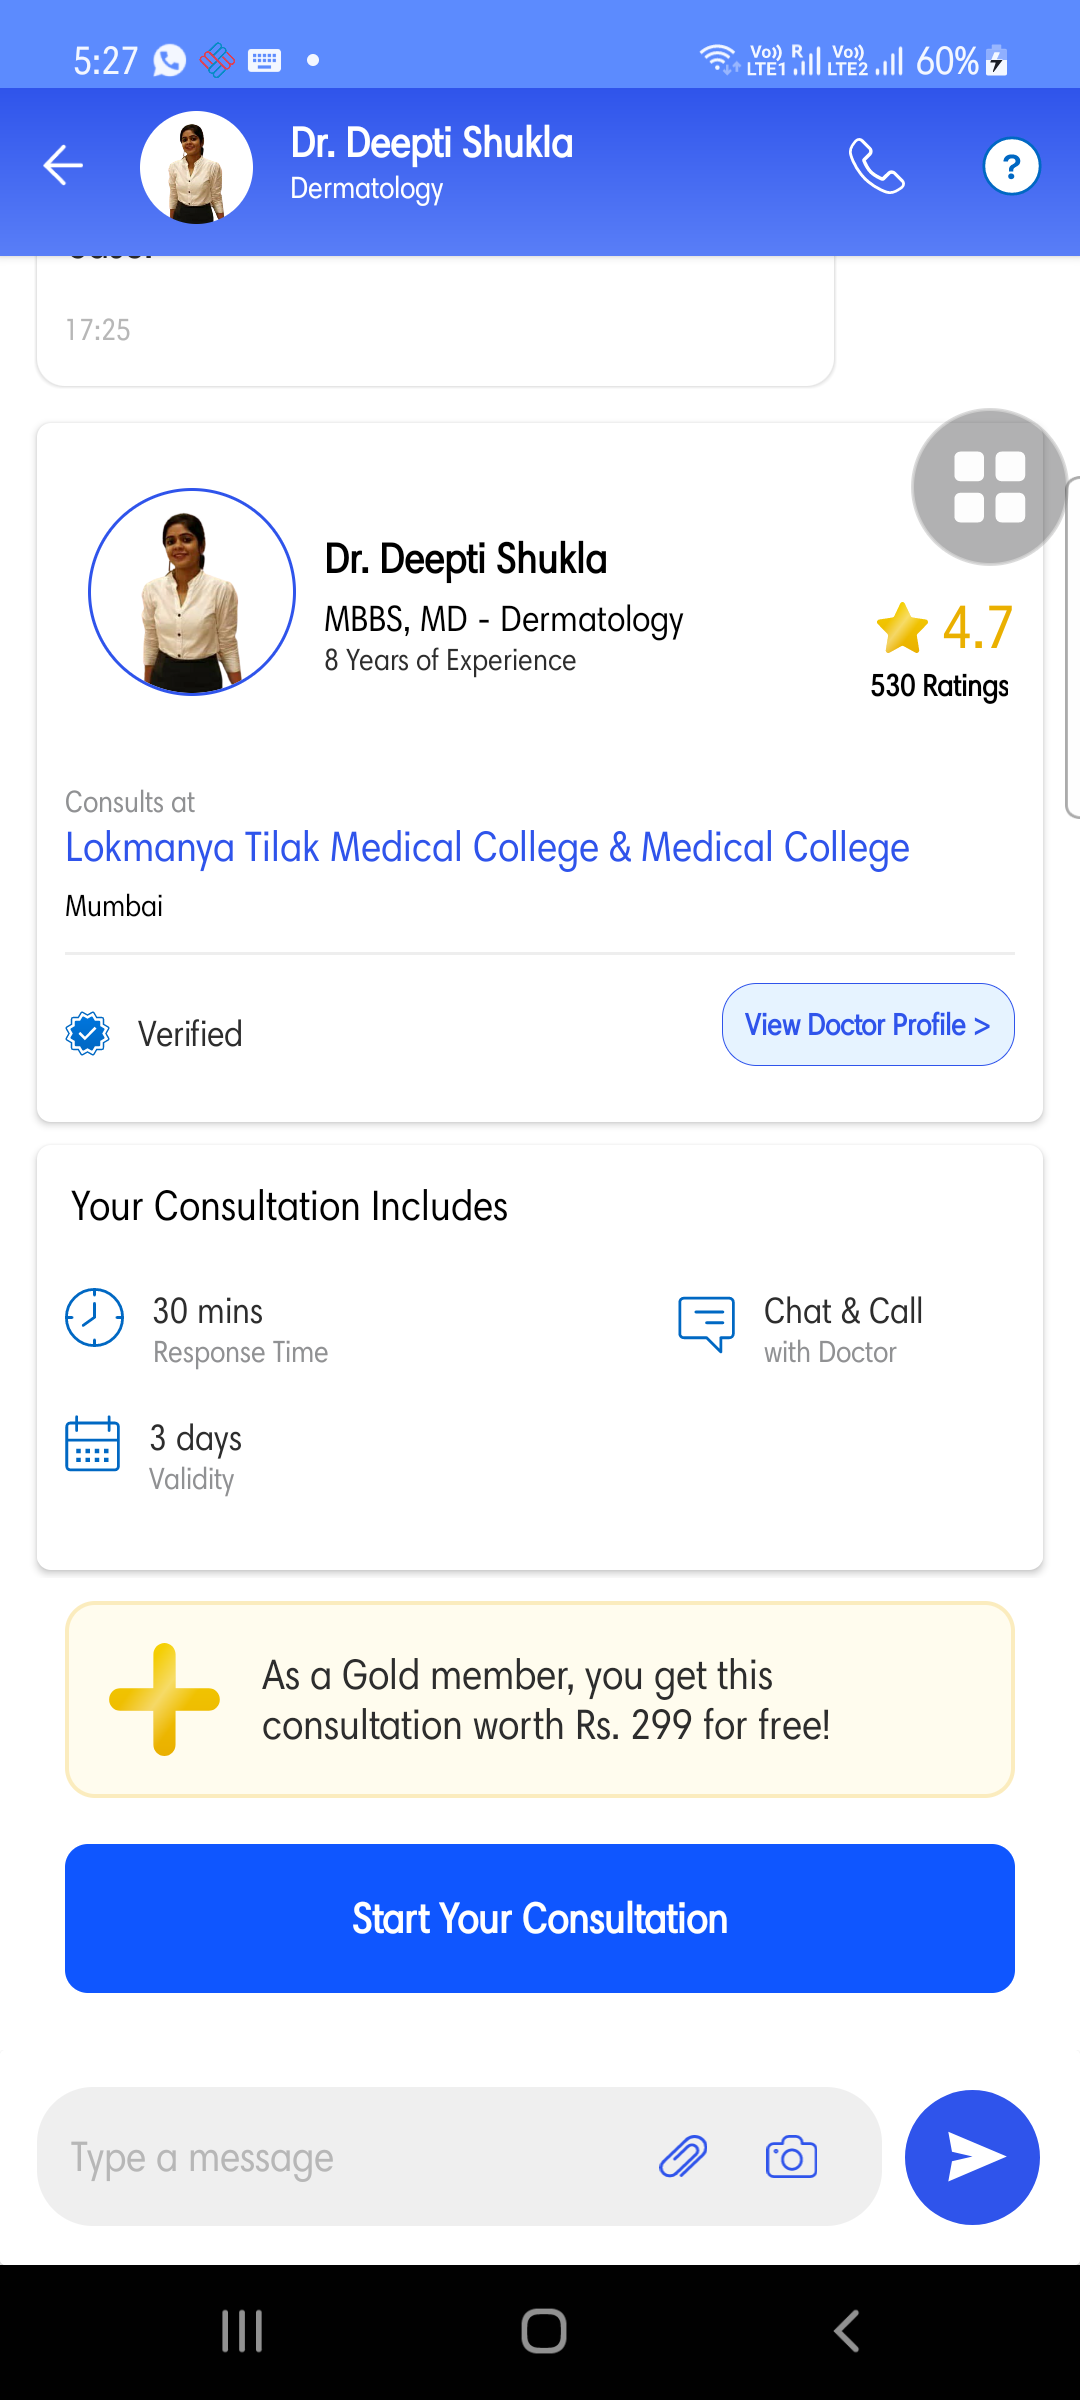 5:27
Vo)) R
LTE1
Vo))
LTE2
60%
Dr. Deepti Shukla
Dermatology
?
17:25
Dr. Deepti Shukla
MBBS, MD - Dermatology
8 Years of Experience
4.7
530 Ratings
Consults at
Lokmanya Tilak Medical College & Medical College
Mumbai
Verified
View Doctor Profile >
Your Consultation Includes
30 mins
Response Time
Chat & Call
with Doctor
3 days
Validity
As a Gold member, you get this
consultation worth Rs. 299 for free!
Start Your Consultation
Type a message